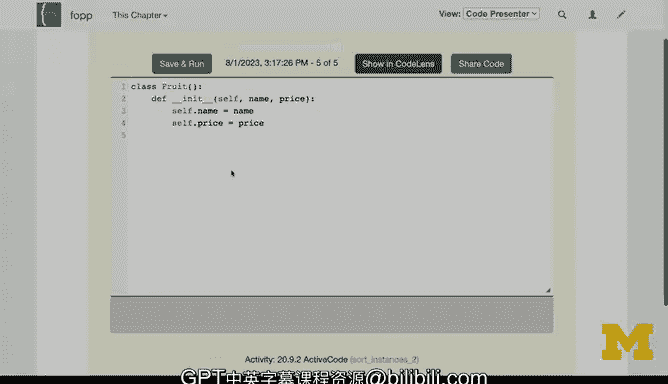 fopp This Chapter View: Code Presenter
Save & Run 8/1/2023, 3:17:26 PM - 5 of 5 Show in CodeLens Share Code
1 class Fruit():
2 def __init__(self, name, price):
3 self.name = name
4 self.price = price
5
M
Activity: 20.9.2 ActiveCode (sort_instances_2)
GPT中英字幕课程资源@bilibili.com